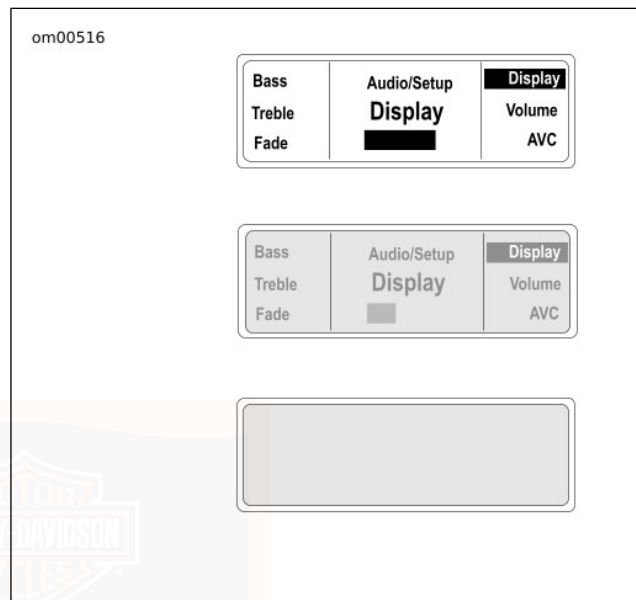 om00516
Bass Audio/Setup Display
Treble Display Volume
Fade AVC
Bass Audio/Setup Display
Treble Display Volume
Fade AVC
-DAVIDSON